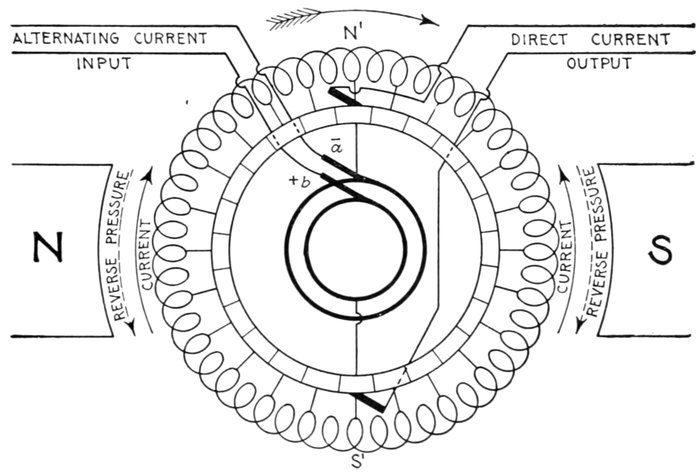 N'
ALTERNATING CURRENT
INPUT
DIRECT CURRENT
OUTPUT
a̅
+b
N
REVERSE PRESSURE
CURRENT
CURRENT
REVERSE PRESSURE
S
S'